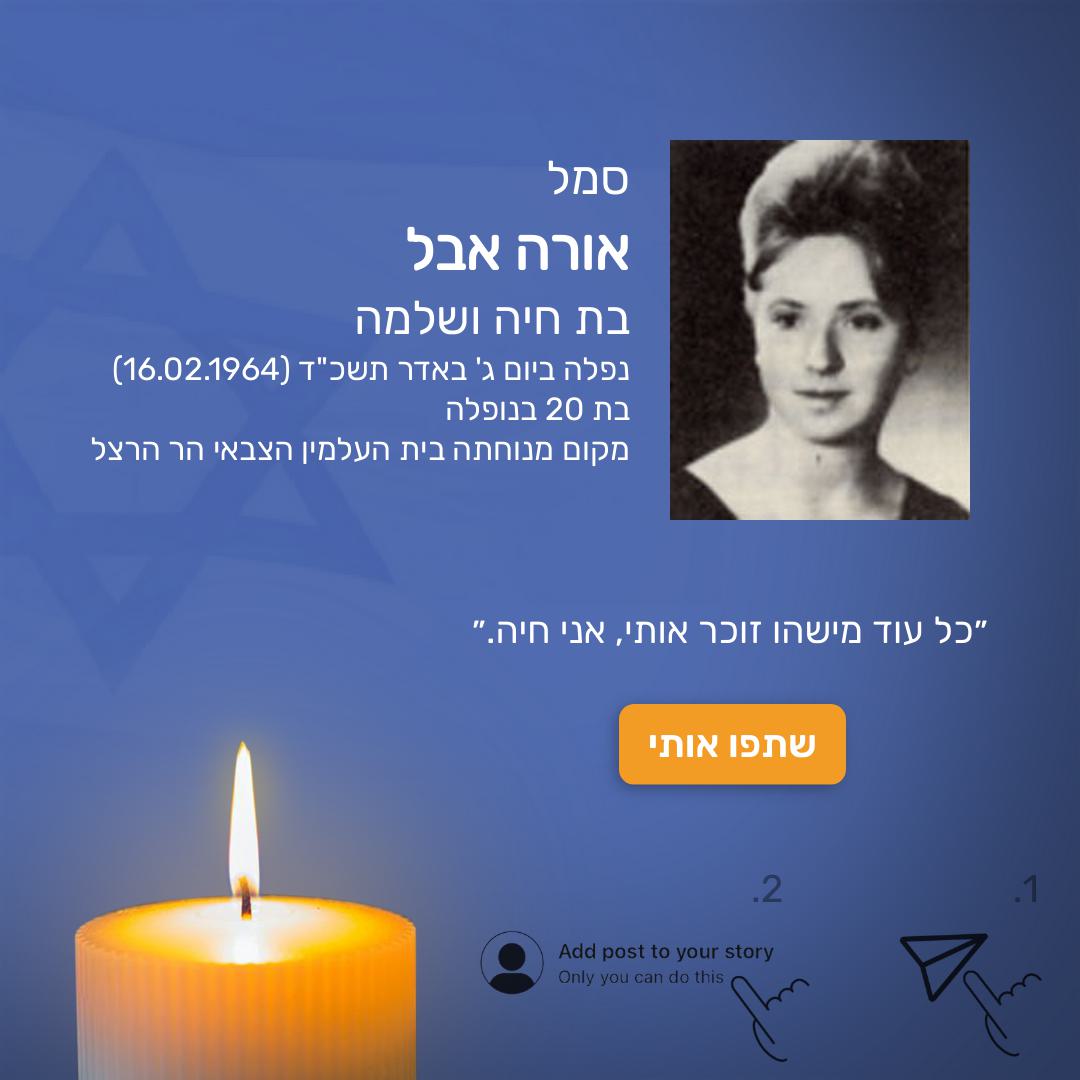 סמל
אורה אבל
בת חיה ושלמה
נפלה ביום ג' באדר תשכ"ד (16.02.1964)
בת 20 בנופלה
מקום מנוחתה בית העלמין הצבאי הר הרצל
״כל עוד מישהו זוכר אותי, אני חיה.״
שתפו אותי
1.
2.
Add post to your story
Only you can do this